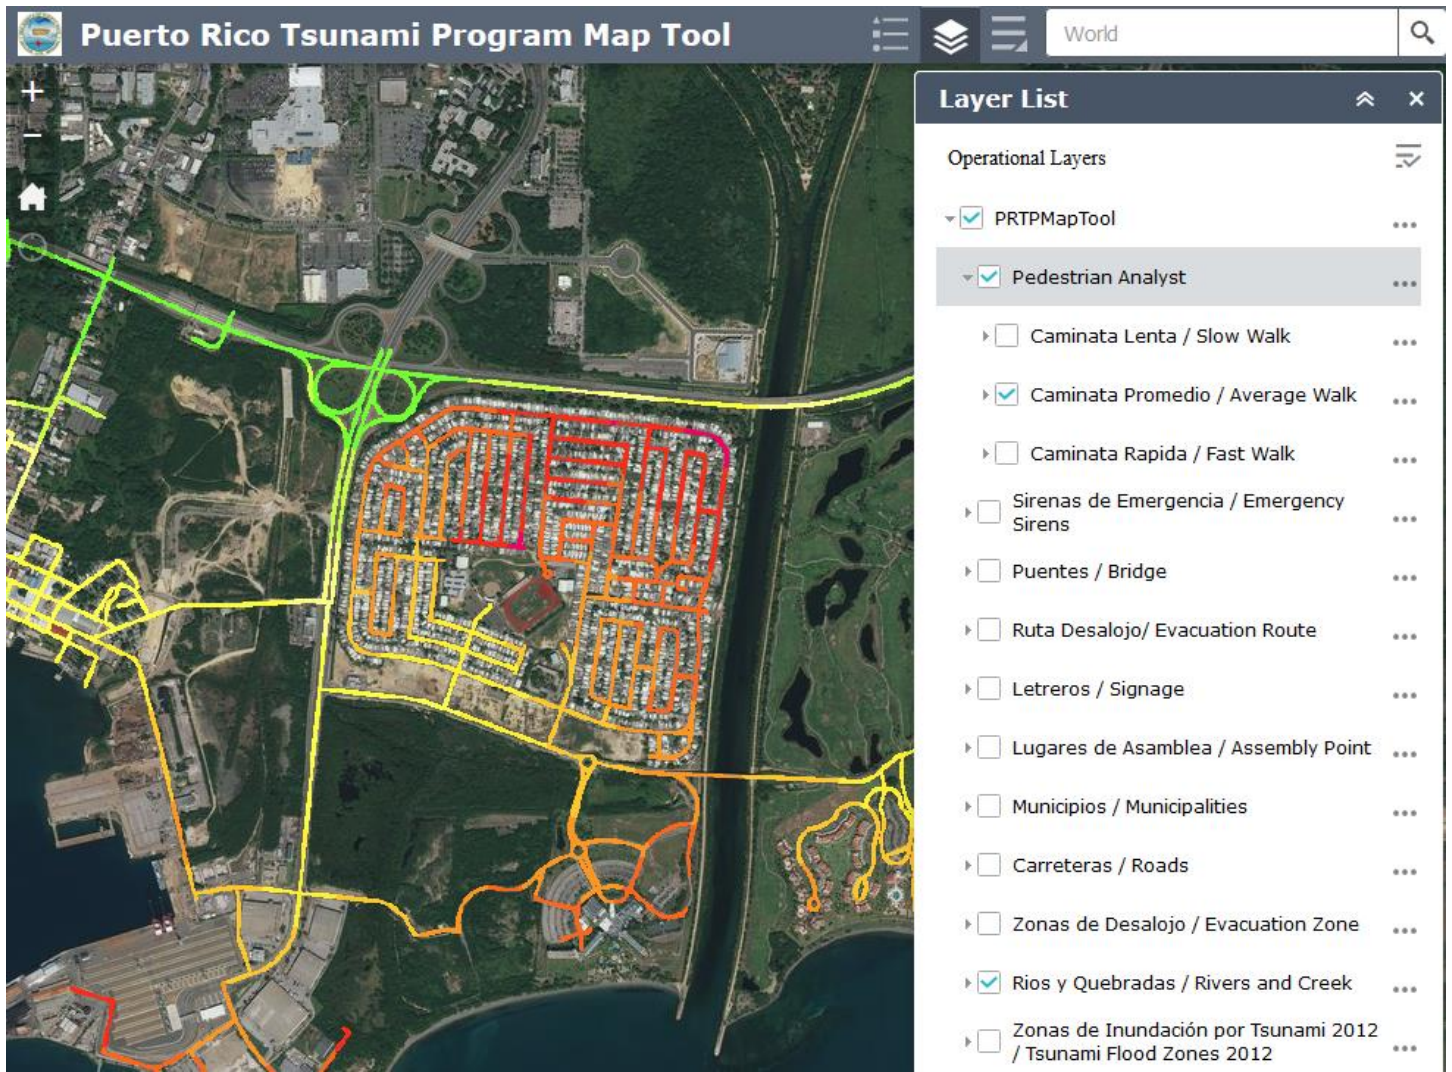 Puerto Rico Tsunami Program Map Tool
World
Layer List
Operational Layers
PRTPMapTool
Pedestrian Analyst
Caminata Lenta / Slow Walk
Caminata Promedio / Average Walk
Caminata Rapida / Fast Walk
Sirenas de Emergencia / Emergency
Sirens
Puentes / Bridge
Ruta Desalojo/ Evacuation Route
Letreros / Signage
Lugares de Asamblea / Assembly Point
Municipios / Municipalities
Carreteras / Roads
Zonas de Desalojo / Evacuation Zone
Rios y Quebradas / Rivers and Creek
Zonas de Inundación por Tsunami 2012
/ Tsunami Flood Zones 2012